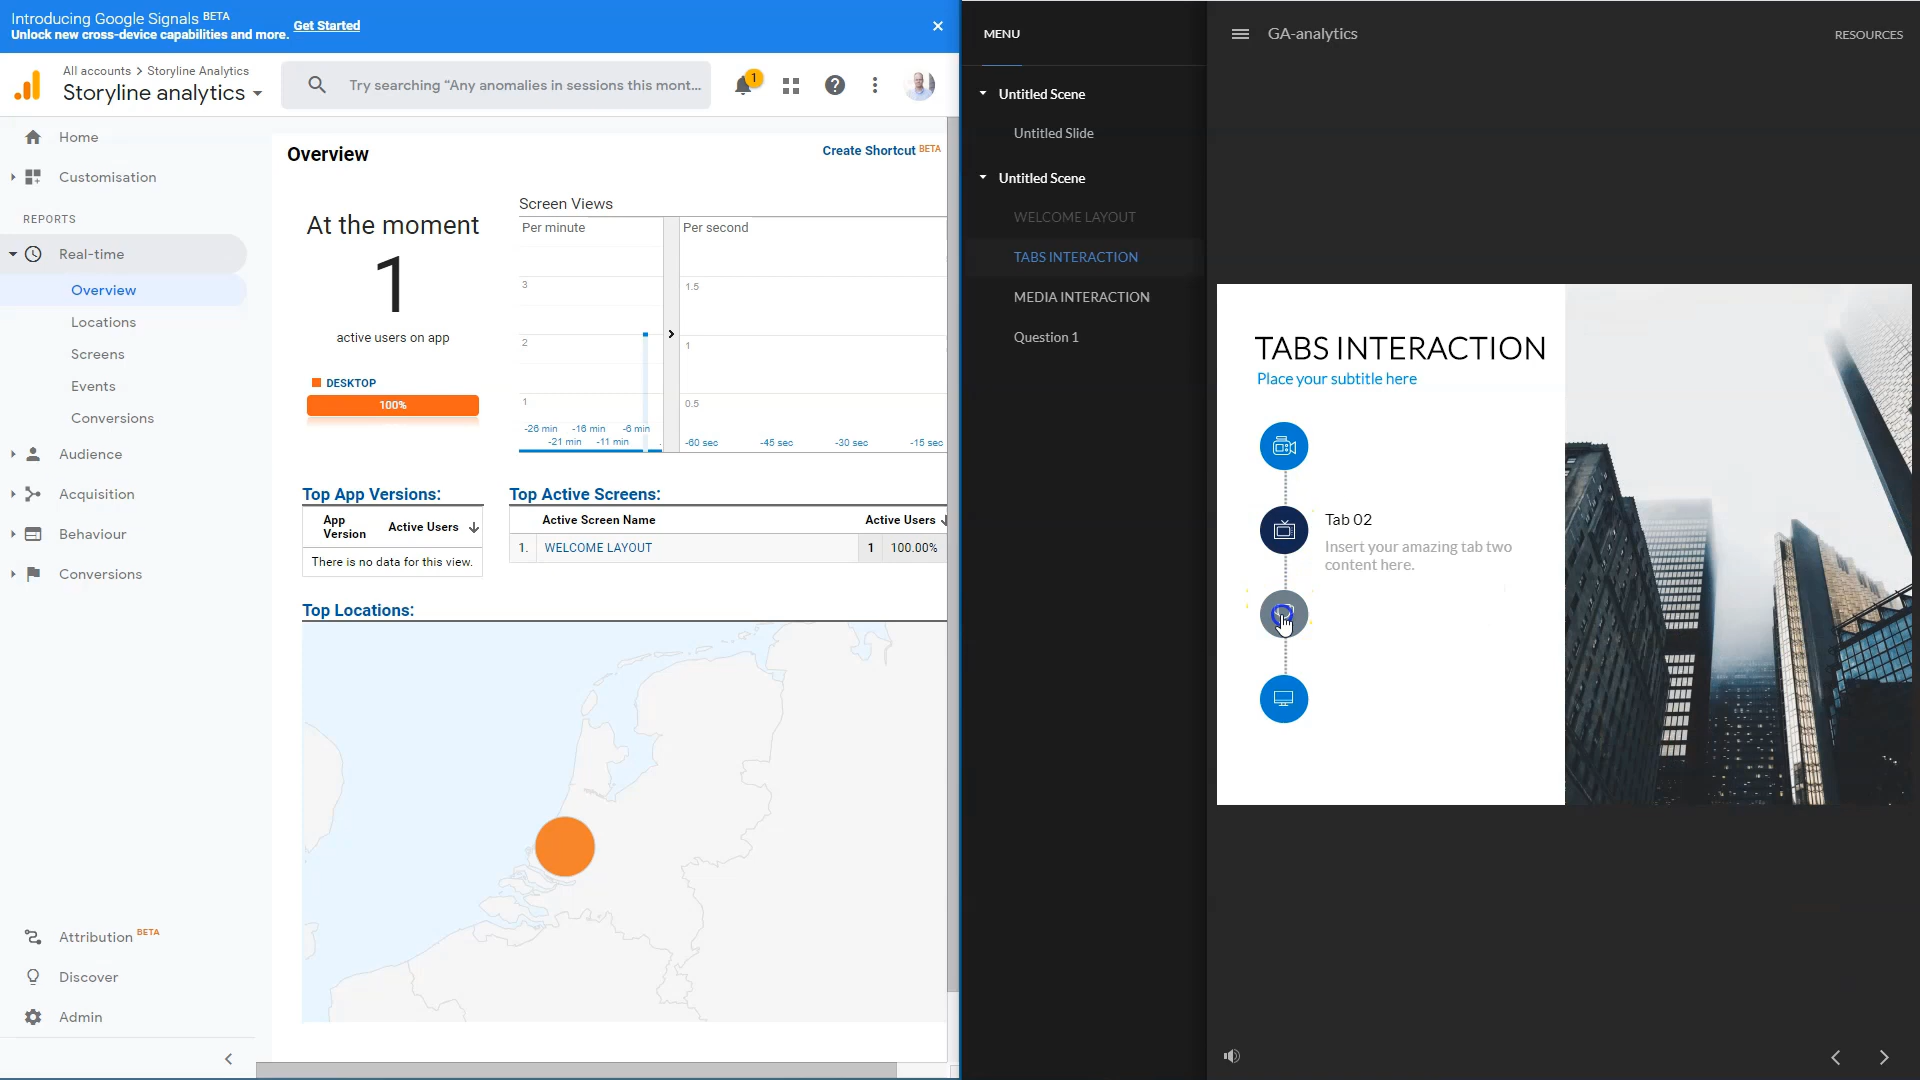 Introducing Google Signals BETA
Unlock new cross-device capabilities and more.
Get Started
All accounts > Storyline Analytics
Storyline analytics
Try searching “Any anomalies in sessions this mont...
1
Home
Customisation
REPORTS
Real-time
Overview
Locations
Screens
Events
Conversions
Audience
Acquisition
Behaviour
Conversions
Attribution BETA
Discover
Admin
Overview
Create Shortcut BETA
At the moment
1
active users on app
DESKTOP
100%
Screen Views
Per minute
Per second
3
2
1
1.5
1
0.5
-26 min -16 min -6 min
-21 min -11 min
-60 sec -45 sec -30 sec -15 sec
Top App Versions:
App Version Active Users
There is no data for this view.
Top Active Screens:
Active Screen Name Active Users
1. WELCOME LAYOUT 1 100.00%
Top Locations:
MENU
Untitled Scene
Untitled Slide
Untitled Scene
WELCOME LAYOUT
TABS INTERACTION
MEDIA INTERACTION
Question 1
GA-analytics
RESOURCES
TABS INTERACTION
Place your subtitle here
Tab 02
Insert your amazing tab two
content here.